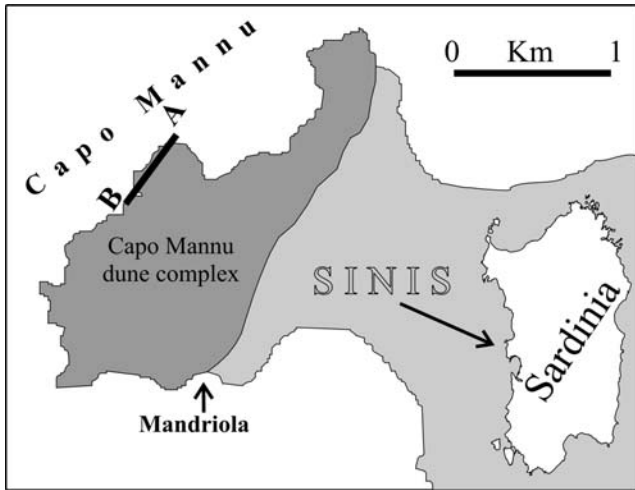 Capo Mannu
0 Km 1
A
B
Capo Mannu
dune complex
SINIS
Sardinia
Mandriola